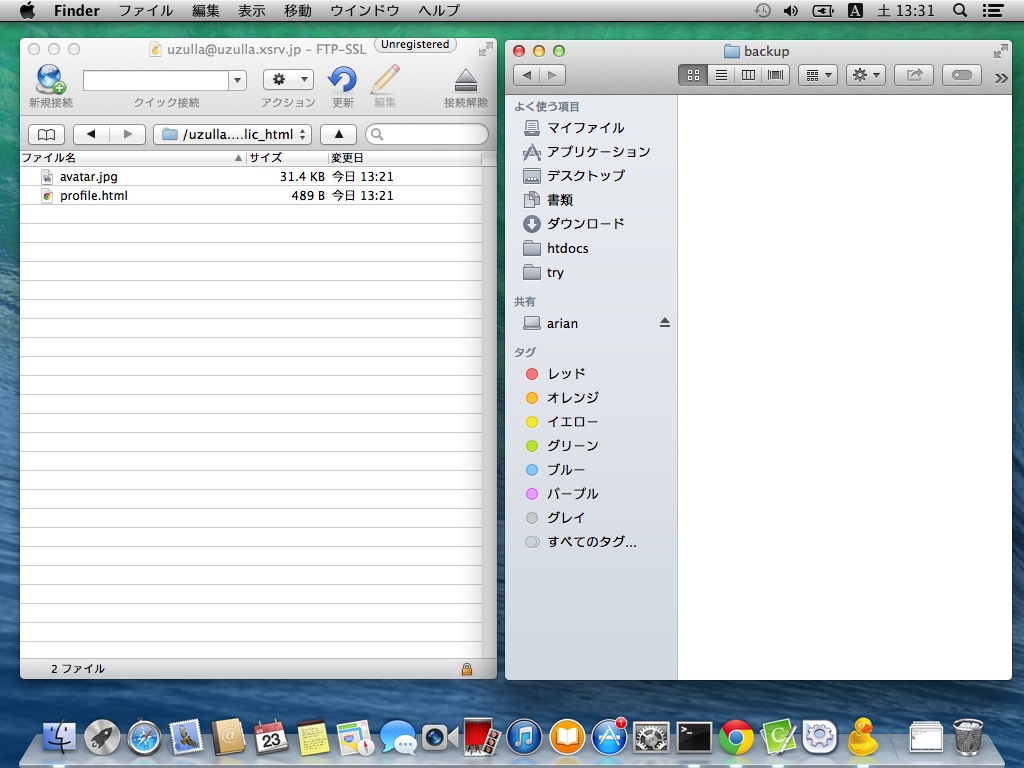 Finder ファイル 編集 表示 移動 ウインドウ ヘルプ A 土 13:31
uzulla@uzulla.xsrv.jp – FTP-SSL Unregistered
新規接続 クイック接続 アクション 更新 編集 接続解除
/uzulla....lic_html
ファイル名 サイズ 変更日
avatar.jpg 31.4 KB 今日 13:21
profile.html 489 B 今日 13:21
2 ファイル
backup
よく使う項目
マイファイル
アプリケーション
デスクトップ
書類
ダウンロード
htdocs
try
共有
arian
タグ
レッド
オレンジ
イエロー
グリーン
ブルー
パープル
グレイ
すべてのタグ...
23
1